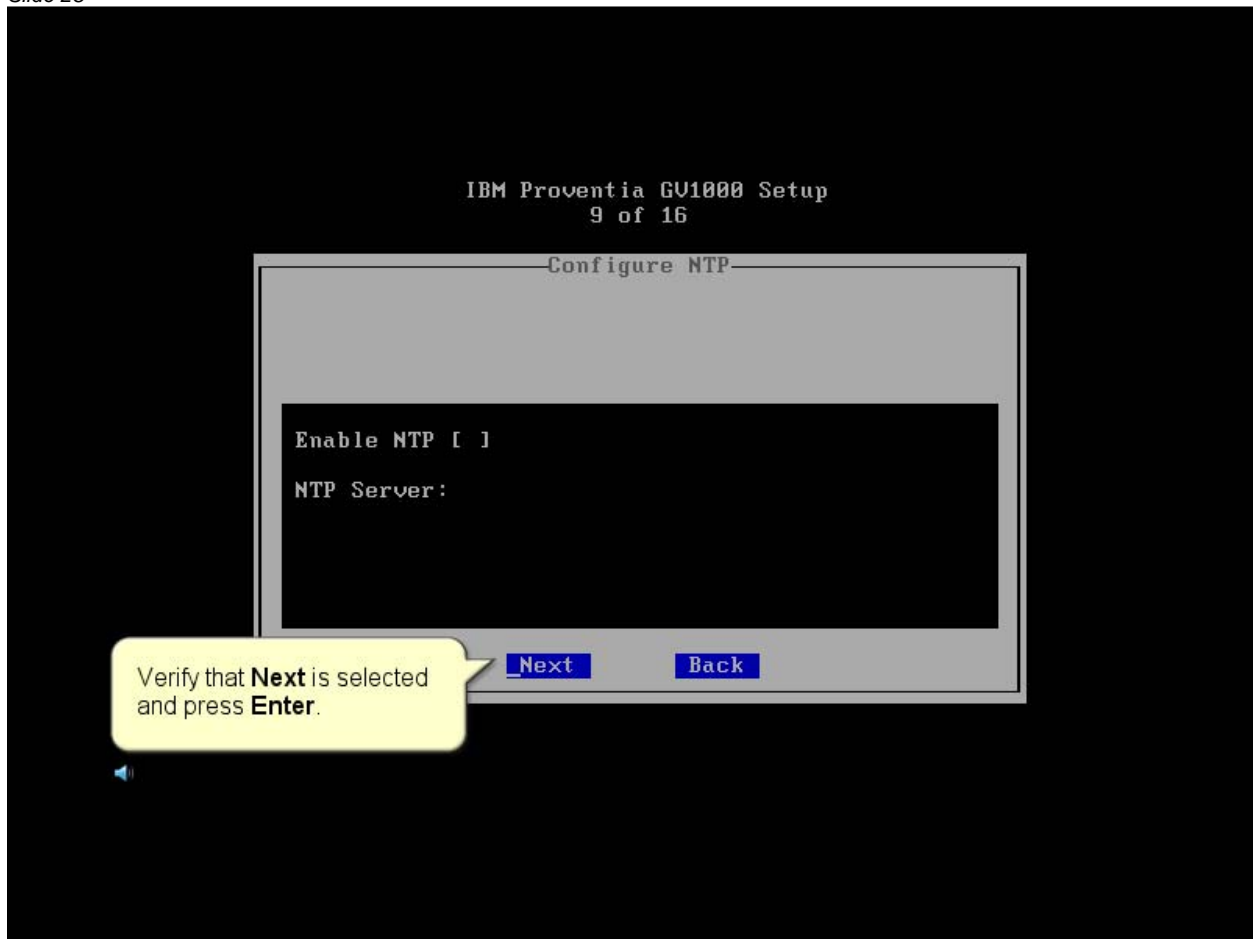 IBM Proventia GV1000 Setup
9 of 16
Configure NTP
Enable NTP [ ]
NTP Server:
Next Back
Verify that Next is selected
and press Enter.